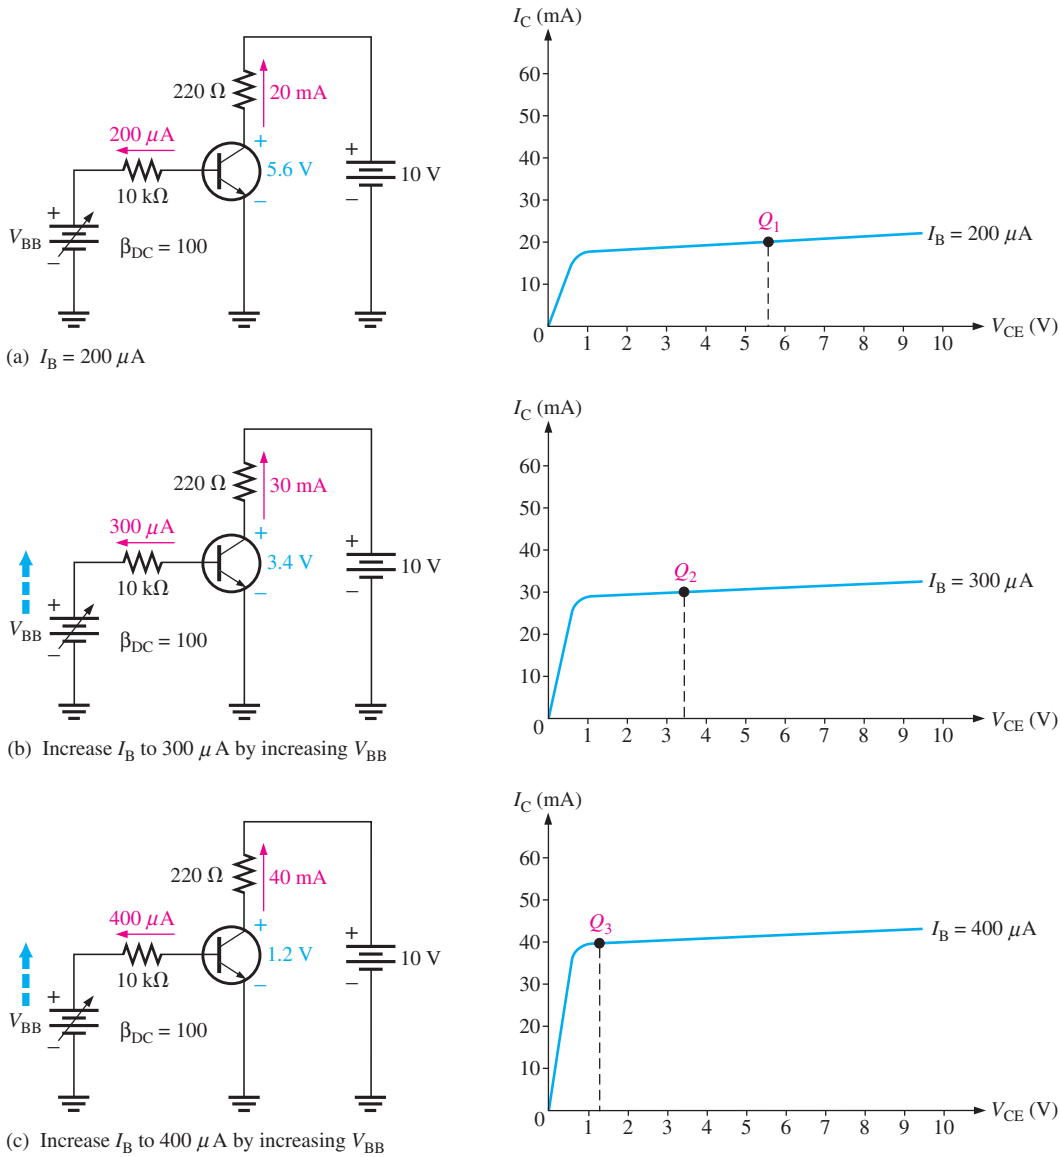 I_C (mA)
220 Ω
20 mA
200 μA
+
5.6 V
−
10 kΩ
+
−
10 V
V_BB
+
−
β_DC = 100
60
50
40
30
20
10
0
Q_1
I_B = 200 μA
1 2 3 4 5 6 7 8 9 10
V_CE (V)
(a) I_B = 200 μA
I_C (mA)
220 Ω
30 mA
300 μA
+
3.4 V
−
10 kΩ
+
−
10 V
V_BB
+
−
β_DC = 100
60
50
40
30
20
10
0
Q_2
I_B = 300 μA
1 2 3 4 5 6 7 8 9 10
V_CE (V)
(b) Increase I_B to 300 μA by increasing V_BB
I_C (mA)
220 Ω
40 mA
400 μA
+
1.2 V
−
10 kΩ
+
−
10 V
V_BB
+
−
β_DC = 100
60
50
40
30
20
10
0
Q_3
I_B = 400 μA
1 2 3 4 5 6 7 8 9 10
V_CE (V)
(c) Increase I_B to 400 μA by increasing V_BB